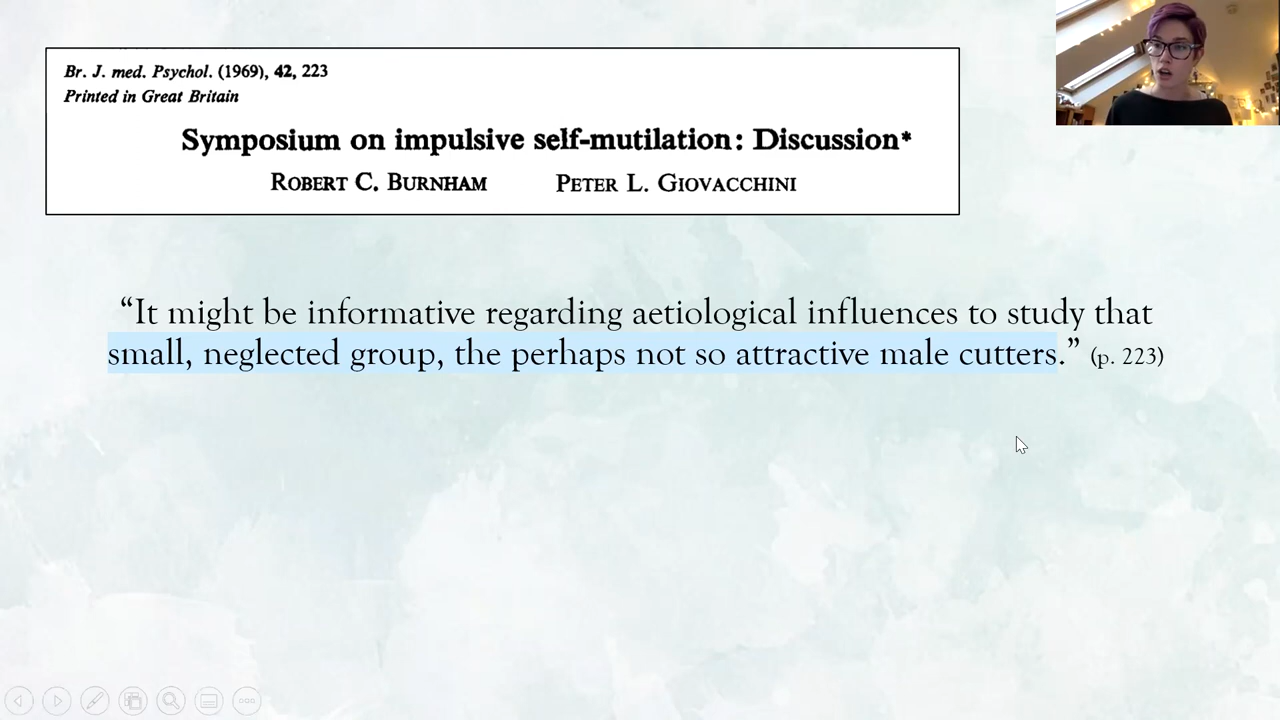 Br. J. med. Psychol. (1969), 42, 223
Printed in Great Britain
Symposium on impulsive self-mutilation: Discussion*
ROBERT C. BURNHAM PETER L. GIOVACCHINI
“It might be informative regarding aetiological influences to study that
small, neglected group, the perhaps not so attractive male cutters.” (p. 223)